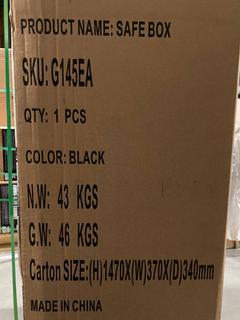 PRODUCT NAME: SAFE BOX
SKU: G145EA
QTY: 1 PCS
COLOR: BLACK
N.W: 43 KGS
G.W: 46 KGS
Carton SIZE:(H)1470X(W)370X(D)340mm
MADE IN CHINA